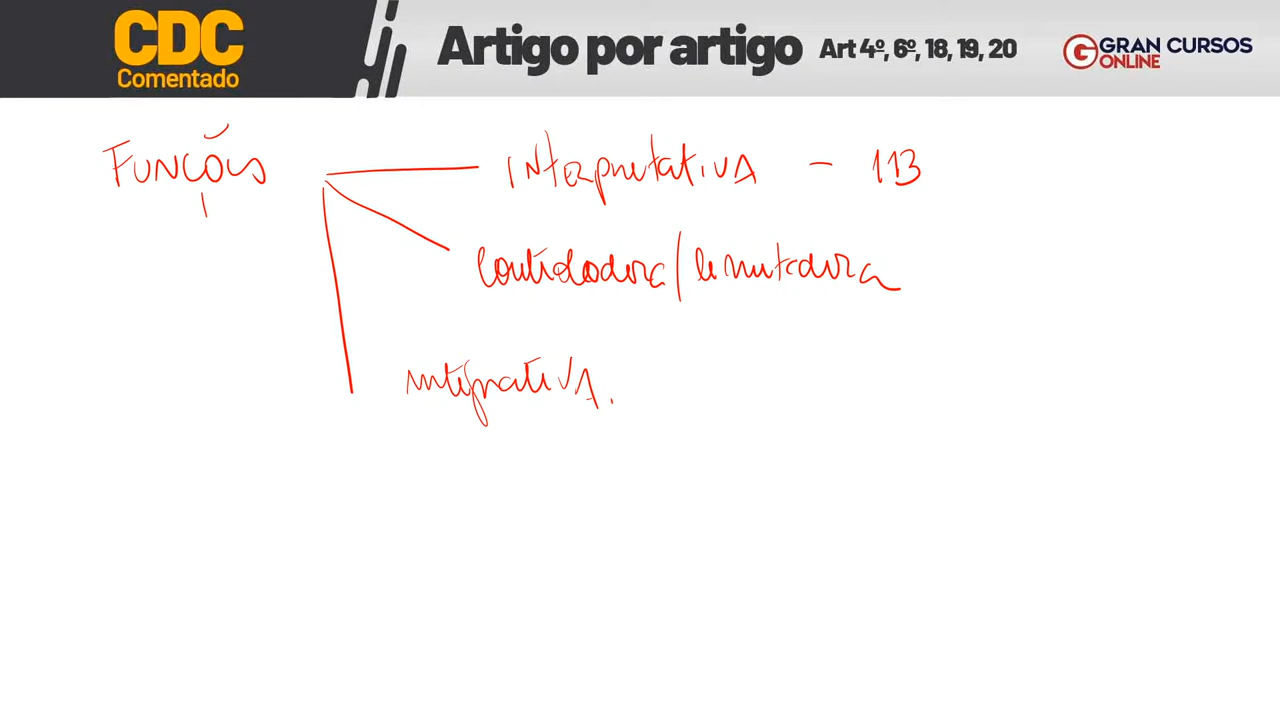 CDC
Comentado
Artigo por artigo Art 4º, 6º, 18, 19, 20
GRAN CURSOS
ONLINE
Funções
Interpretativa - 113
controladora / limitadora
integrativa.